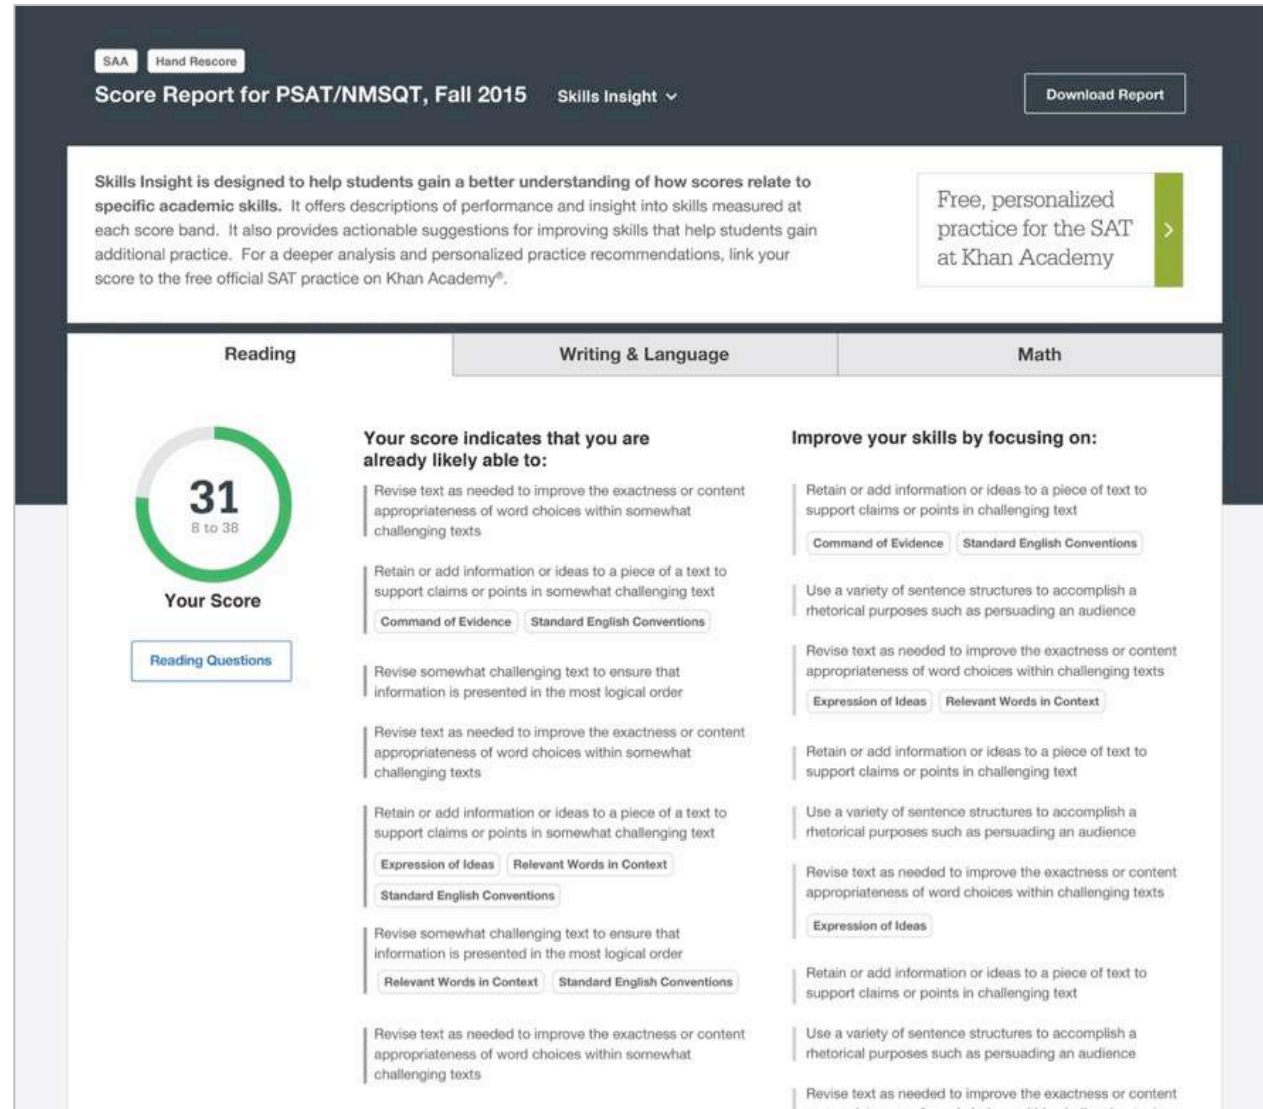 SAA Hand Rescore
Score Report for PSAT/NMSQT, Fall 2015 Skills Insight
Download Report
Skills Insight is designed to help students gain a better understanding of how scores relate to
specific academic skills. It offers descriptions of performance and insight into skills measured at
each score band. It also provides actionable suggestions for improving skills that help students gain
additional practice. For a deeper analysis and personalized practice recommendations, link your
score to the free official SAT practice on Khan Academy®.
Free, personalized
practice for the SAT
at Khan Academy
Reading
Writing & Language
Math
31
8 to 38
Your Score
Reading Questions
Your score indicates that you are
already likely able to:
Revise text as needed to improve the exactness or content
appropriateness of word choices within somewhat
challenging texts
Retain or add information or ideas to a piece of a text to
support claims or points in somewhat challenging text
Command of Evidence Standard English Conventions
Revise somewhat challenging text to ensure that
information is presented in the most logical order
Revise text as needed to improve the exactness or content
appropriateness of word choices within somewhat
challenging texts
Retain or add information or ideas to a piece of a text to
support claims or points in somewhat challenging text
Expression of Ideas Relevant Words in Context
Standard English Conventions
Revise somewhat challenging text to ensure that
information is presented in the most logical order
Relevant Words in Context Standard English Conventions
Revise text as needed to improve the exactness or content
appropriateness of word choices within somewhat
challenging texts
Improve your skills by focusing on:
Retain or add information or ideas to a piece of text to
support claims or points in challenging text
Command of Evidence Standard English Conventions
Use a variety of sentence structures to accomplish a
rhetorical purposes such as persuading an audience
Revise text as needed to improve the exactness or content
appropriateness of word choices within challenging texts
Expression of Ideas Relevant Words in Context
Retain or add information or ideas to a piece of text to
support claims or points in challenging text
Use a variety of sentence structures to accomplish a
rhetorical purposes such as persuading an audience
Revise text as needed to improve the exactness or content
appropriateness of word choices within challenging texts
Expression of Ideas
Retain or add information or ideas to a piece of text to
support claims or points in challenging text
Use a variety of sentence structures to accomplish a
rhetorical purposes such as persuading an audience
Revise text as needed to improve the exactness or content